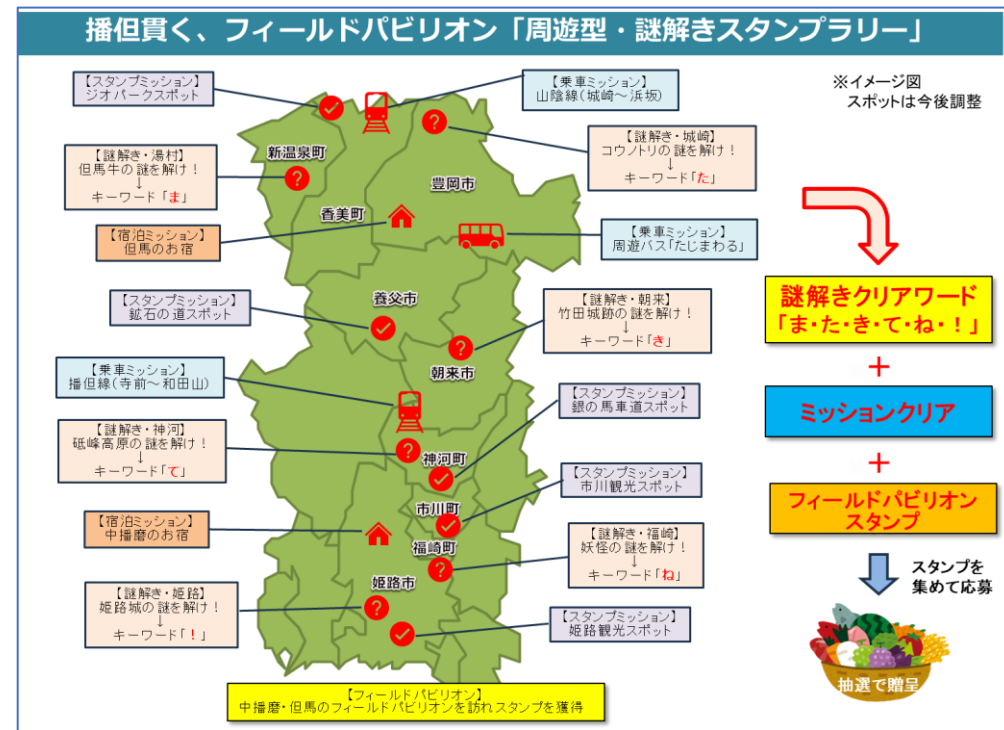 播但貫く、フィールドパビリオン「周遊型・謎解きスタンプラリー」
【スタンプミッション】
ジオパークスポット
【乗車ミッション】
山陰線(城崎~浜坂)
※イメージ図
スポットは今後調整
【謎解き・湯村】
但馬牛の謎を解け!
↓
キーワード「ま」
新温泉町
【謎解き・城崎】
コウノトリの謎を解け!
↓
キーワード「た」
豊岡市
香美町
【宿泊ミッション】
但馬のお宿
【乗車ミッション】
周遊バス「たじまわる」
【スタンプミッション】
鉱石の道スポット
養父市
【謎解き・朝来】
竹田城跡の謎を解け!
↓
キーワード「き」
朝来市
【乗車ミッション】
播但線(寺前~和田山)
【スタンプミッション】
銀の馬車道スポット
【謎解き・神河】
砥峰高原の謎を解け!
↓
キーワード「て」
神河町
【スタンプミッション】
市川観光スポット
市川町
【宿泊ミッション】
中播磨のお宿
福崎町
【謎解き・福崎】
妖怪の謎を解け!
↓
キーワード「ね」
姫路市
【謎解き・姫路】
姫路城の謎を解け!
↓
キーワード「!」
【スタンプミッション】
姫路観光スポット
【フィールドパビリオン】
中播磨・但馬のフィールドパビリオンを訪れスタンプを獲得
謎解きクリアワード
「ま・た・き・て・ね・!」
+
ミッションクリア
+
フィールドパビリオン
スタンプ
スタンプを
集めて応募
抽選で贈呈